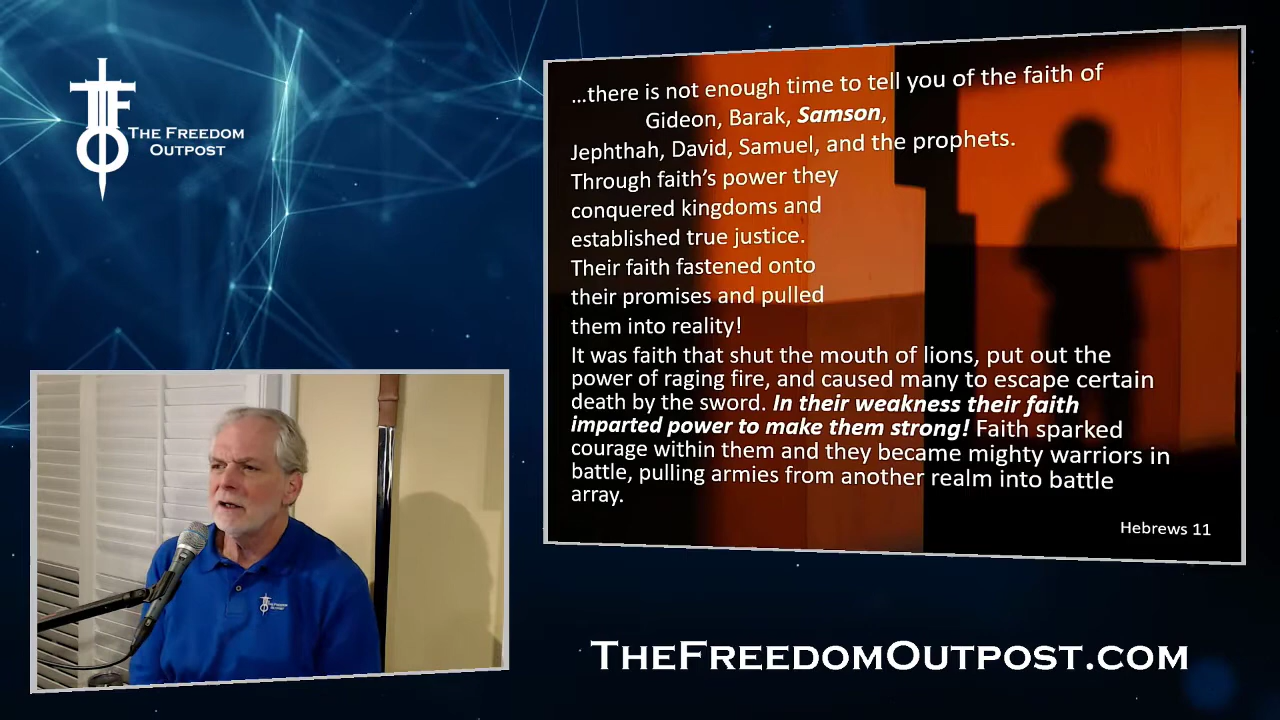 THE FREEDOM
OUTPOST
…there is not enough time to tell you of the faith of
Gideon, Barak, Samson,
Jephthah, David, Samuel, and the prophets.
Through faith’s power they
conquered kingdoms and
established true justice.
Their faith fastened onto
their promises and pulled
them into reality!
It was faith that shut the mouth of lions, put out the
power of raging fire, and caused many to escape certain
death by the sword. In their weakness their faith
imparted power to make them strong! Faith sparked
courage within them and they became mighty warriors in
battle, pulling armies from another realm into battle
array.
Hebrews 11
THE FREEDOM
OUTPOST
THEFREEDOMOUTPOST.COM